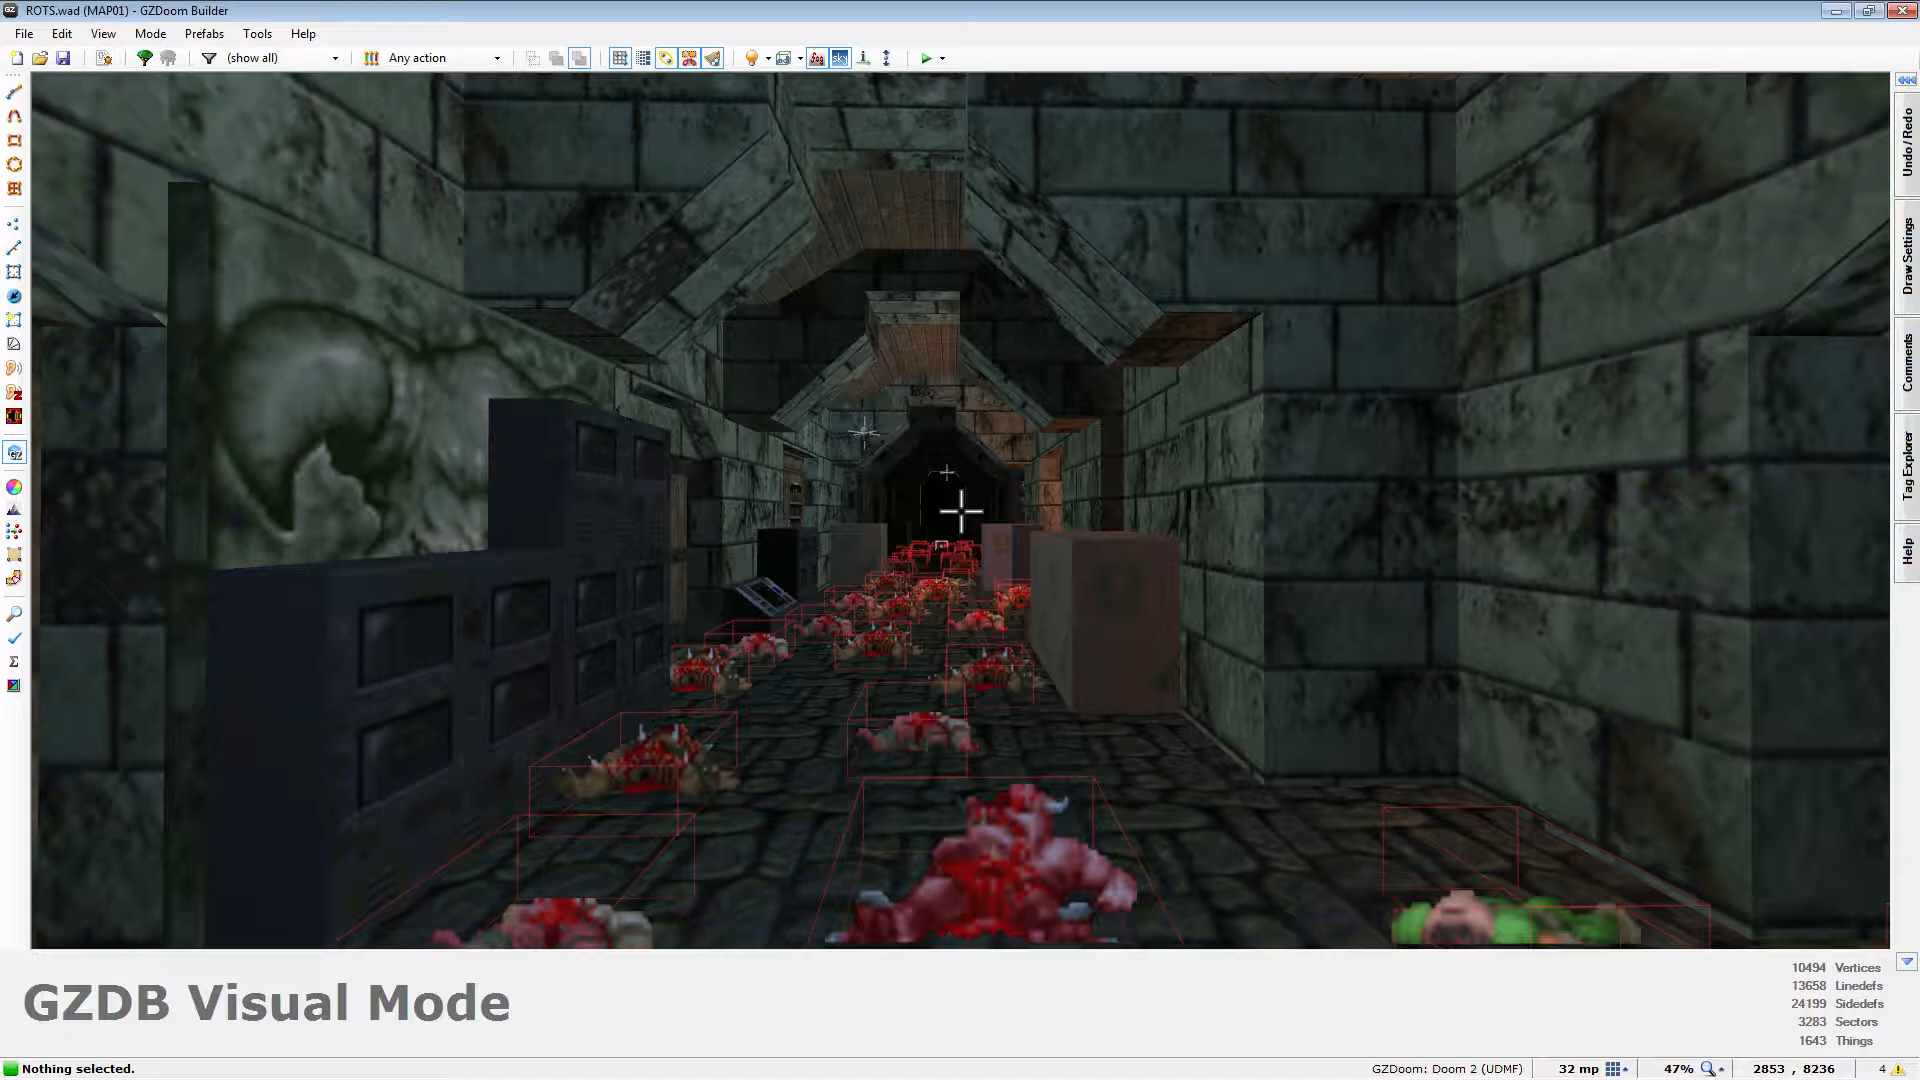 ROTS.wad (MAP01) - GZDoom Builder
File Edit View Mode Prefabs Tools Help
(show all) Any action
Undo / Redo
Draw Settings
Comments
Tag Explorer
Help
GZDB Visual Mode
10494 Vertices
13658 Linedefs
24199 Sidedefs
3283 Sectors
1643 Things
Nothing selected. GZDoom: Doom 2 (UDMF) 32 mp 47% 2853 , 8236 4